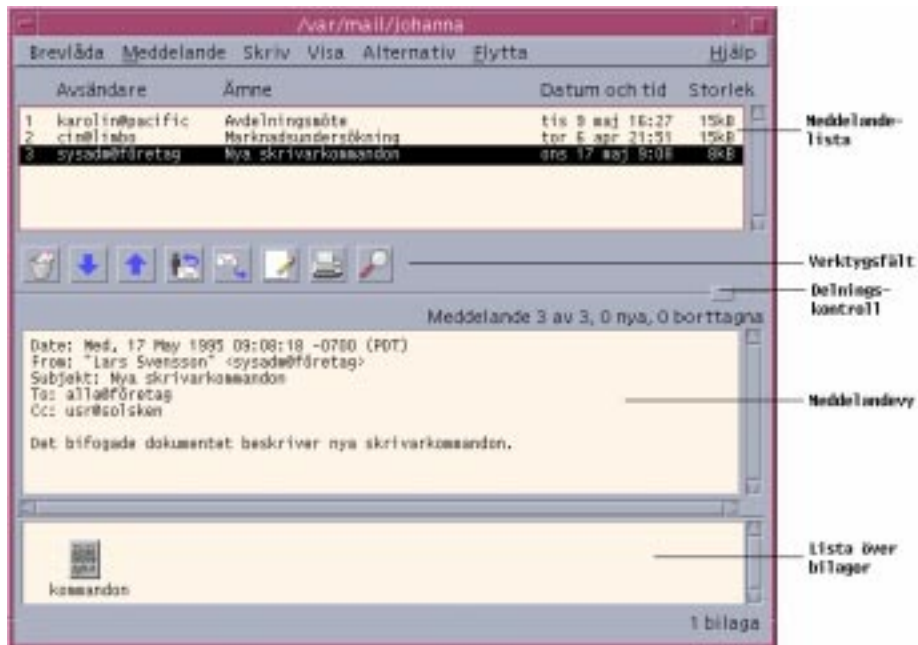 /var/mail/johanna
Brevlåda Meddelande Skriv Visa Alternativ Flytta Hjälp
Avsändare Ämne Datum och tid Storlek
1 karolin@pacific Avdelningsmöte tis 9 maj 16:27 15kB
2 cim@limbo Marknadsundersökning tor 6 apr 21:51 15kB
3 sysadm@företag Nya skrivarkommandon ons 17 maj 9:08 8kB
Meddelande-
lista
Verktygsfält
Delnings-
kontroll
Meddelande 3 av 3, 0 nya, 0 borttagna
Date: Wed, 17 May 1995 09:08:18 -0700 (PDT)
From: "Lars Svensson" <sysadm@företag>
Subjekt: Nya skrivarkommandon
To: alla@företag
Cc: usr@solsken
Det bifogade dokumentet beskriver nya skrivarkommandon.
Meddelandevy
kommandon
Lista över
bilagor
1 bilaga